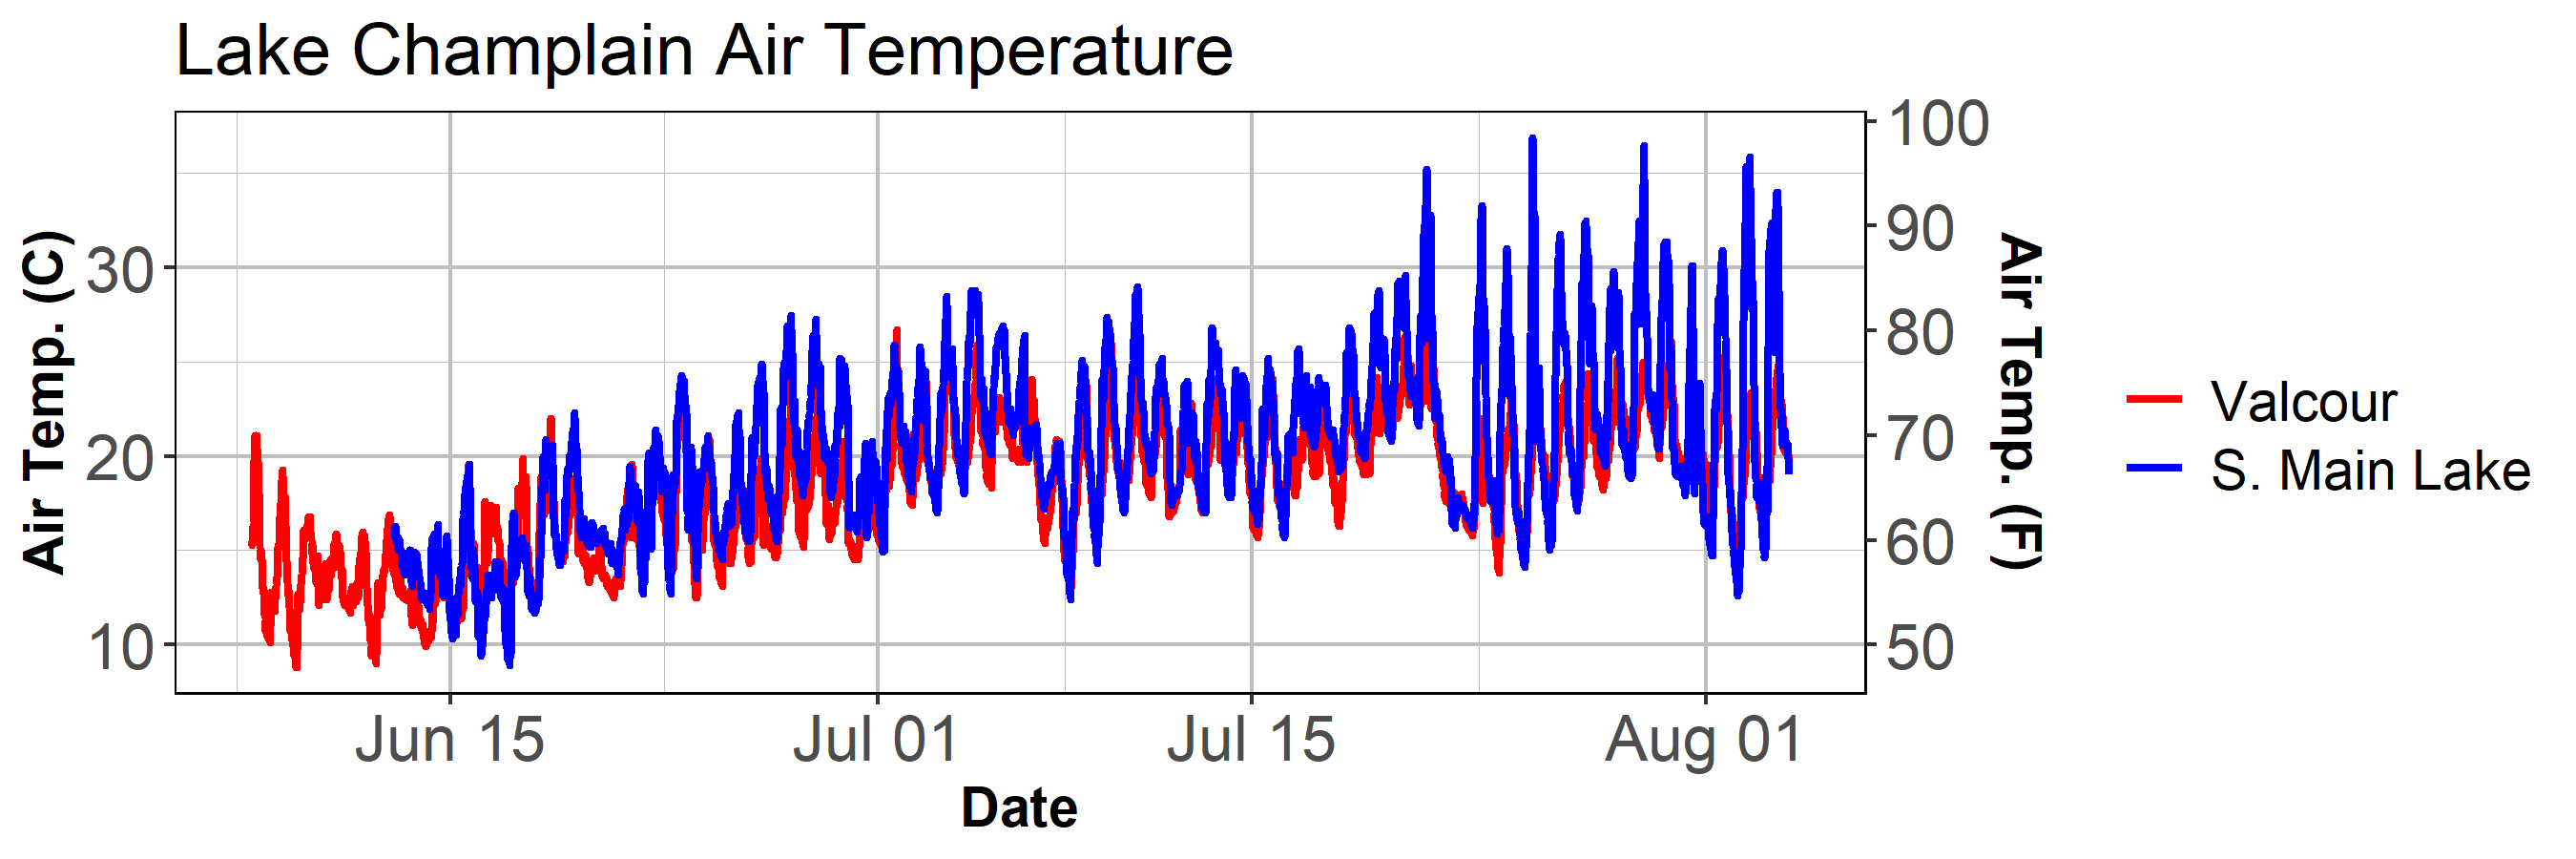 Lake Champlain Air Temperature
Air Temp. (C)
30
20
10
100
90
80
70
60
50
Air Temp. (F)
Jun 15
Jul 01
Jul 15
Aug 01
Date
Valcour
S. Main Lake